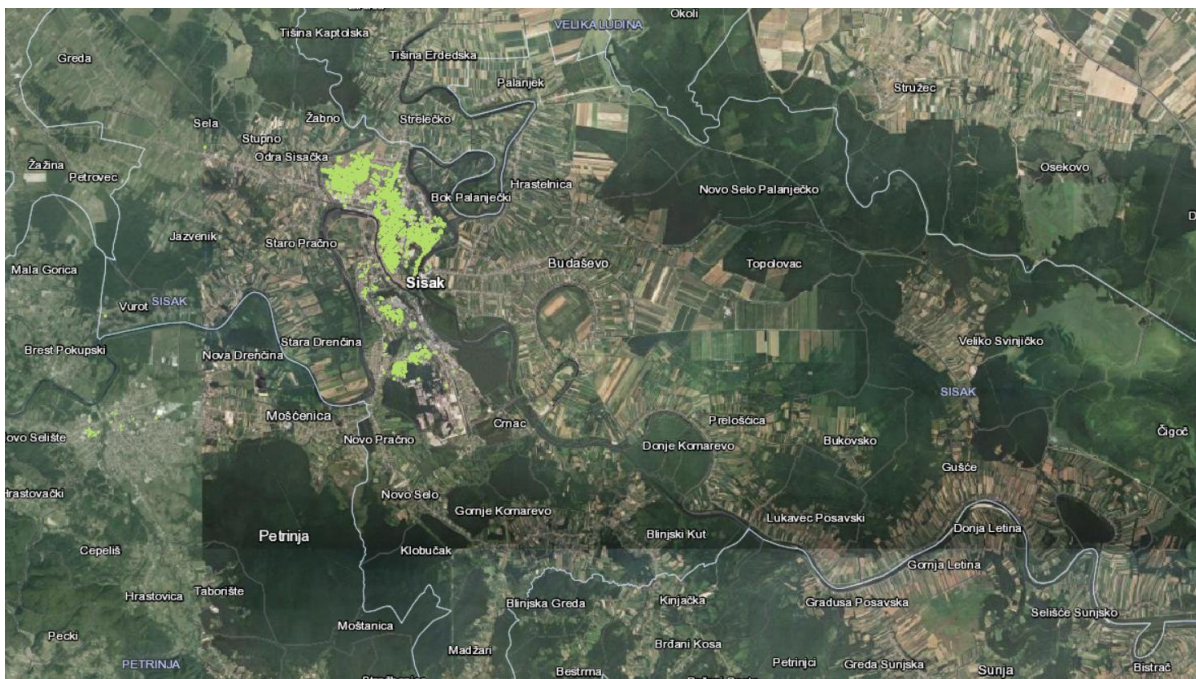 Okoli
VELIKA LUDINA
Tišina Kaptolska
Greda
Tišina Erdedska
Palanjek
Stružec
Žabno
Strelečko
Sela
Stupno
Odra Sisačka
Žažina
Petrovec
Osekovo
Hrastelnica
Novo Selo Palanječko
Bok Palanječki
Jazvenik
Staro Pračno
Mala Gorica
Budaševo
Topolovac
Sisak
Vurot
SISAK
Stara Drenčina
Veliko Svinjičko
Brest Pokupski
Nova Drenčina
SISAK
Mošćenica
Prelošćica
Crnac
Čigoč
ovo Selište
Novo Pračno
Donje Komarevo
Bukovsko
Gušće
Hrastovački
Novo Selo
Gornje Komarevo
Lukavec Posavski
Donja Letina
Petrinja
Blinjski Kut
Cepeliš
Klobučak
Gornja Letina
Taborište
Hrastovica
Blinjska Greda
Kinjačka
Gradusa Posavska
Selišće Sunjsko
Moštanica
Pecki
Brđani Kosa
Madžari
PETRINJA
Petrinjci
Greda Sunjska
Sunja
Bistrač
Bestrma